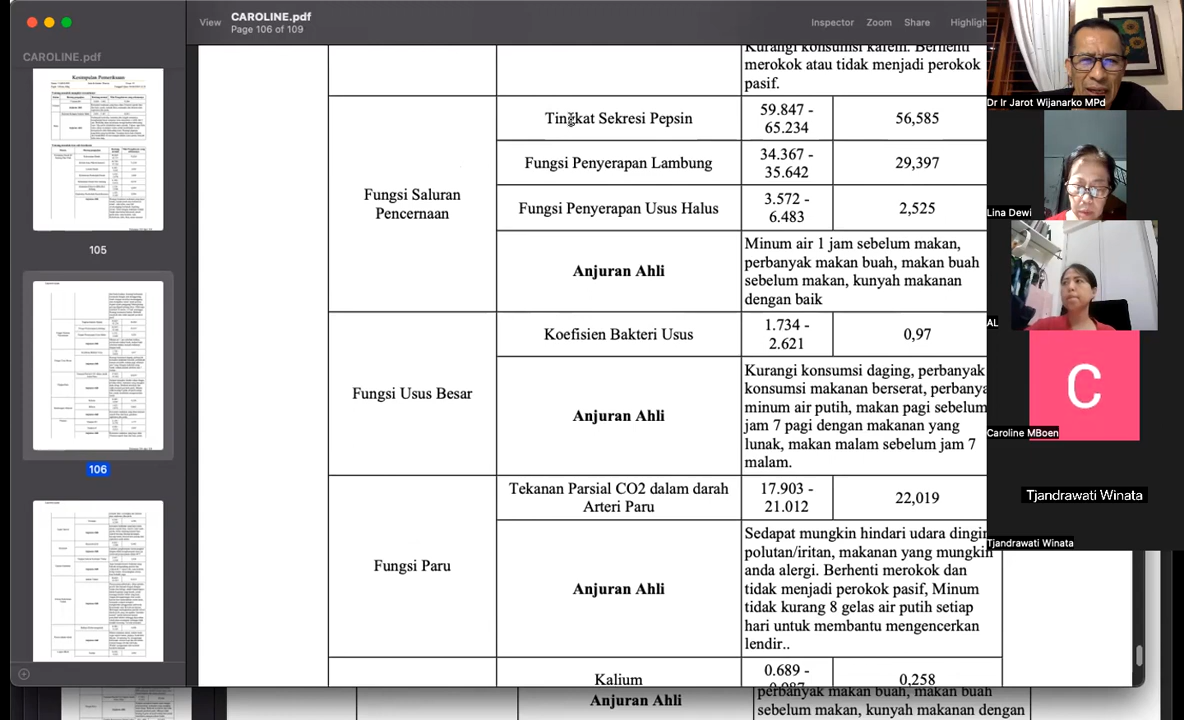 CAROLINE.pdf
View
CAROLINE.pdf
Page 106 of 109
Inspector
Zoom
Share
Highligh
Kesimpulan Pemeriksaan
105
106
Kurangi konsumsi kafein. Berhenti
merokok atau tidak menjadi perokok
pasif.
Fungsi Saluran
Pencernaan
Tingkat Sekresi Pepsin
59.847 -
65.234
56,585
Fungsi Penyerapan Lambung
34.367 -
35.642
29,397
Fungsi Penyerapan Usus Halus
3.572 -
6.483
2,525
Anjuran Ahli
Minum air 1 jam sebelum makan,
perbanyak makan buah, makan buah
sebelum makan, kunyah makanan
dengan baik
Fungsi Usus Besar
Koefisien Bakteri Usus
1.734 -
2.621
0,97
Anjuran Ahli
Kurangi konsumsi daging, perbanyak
konsumsi makanan berserat, perbanya
minum air putih, makan pagi sebelum
jam 7 pagi dengan makanan yang
lunak, makan malam sebelum jam 7
malam.
Fungsi Paru
Tekanan Parsial CO2 dalam darah
Arteri Paru
17.903 -
21.012
22,019
Anjuran Ahli
Sedapat mungkin hindari udara dingin
polutan/iritin, makanan yang mungkin
anda alergi. Berhenti merokok dan
tidak menjadi perokok pasif, Minum
tidak kurang 8 gelas air putih setiap
hari untuk membantu mengencerkan
lendir..
Kalium
0.689 -
0,258
Anjuran Ahli
perbanyak makan buah, makan buah
sebelum makan, kunyah makanan dengan
Dr Ir Jarot Wijanarko MPd
Lina Dewi
AL
C
Caroline MBoen
Tjandrawati Winata
Tjandrawati Winata